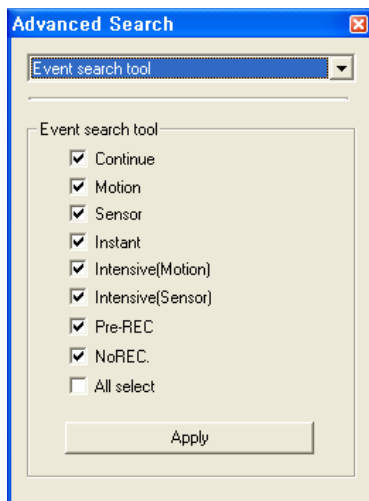 Advanced Search
Event search tool
Event search tool
Continue
Motion
Sensor
Instant
Intensive(Motion)
Intensive(Sensor)
Pre-REC
NoREC.
All select
Apply